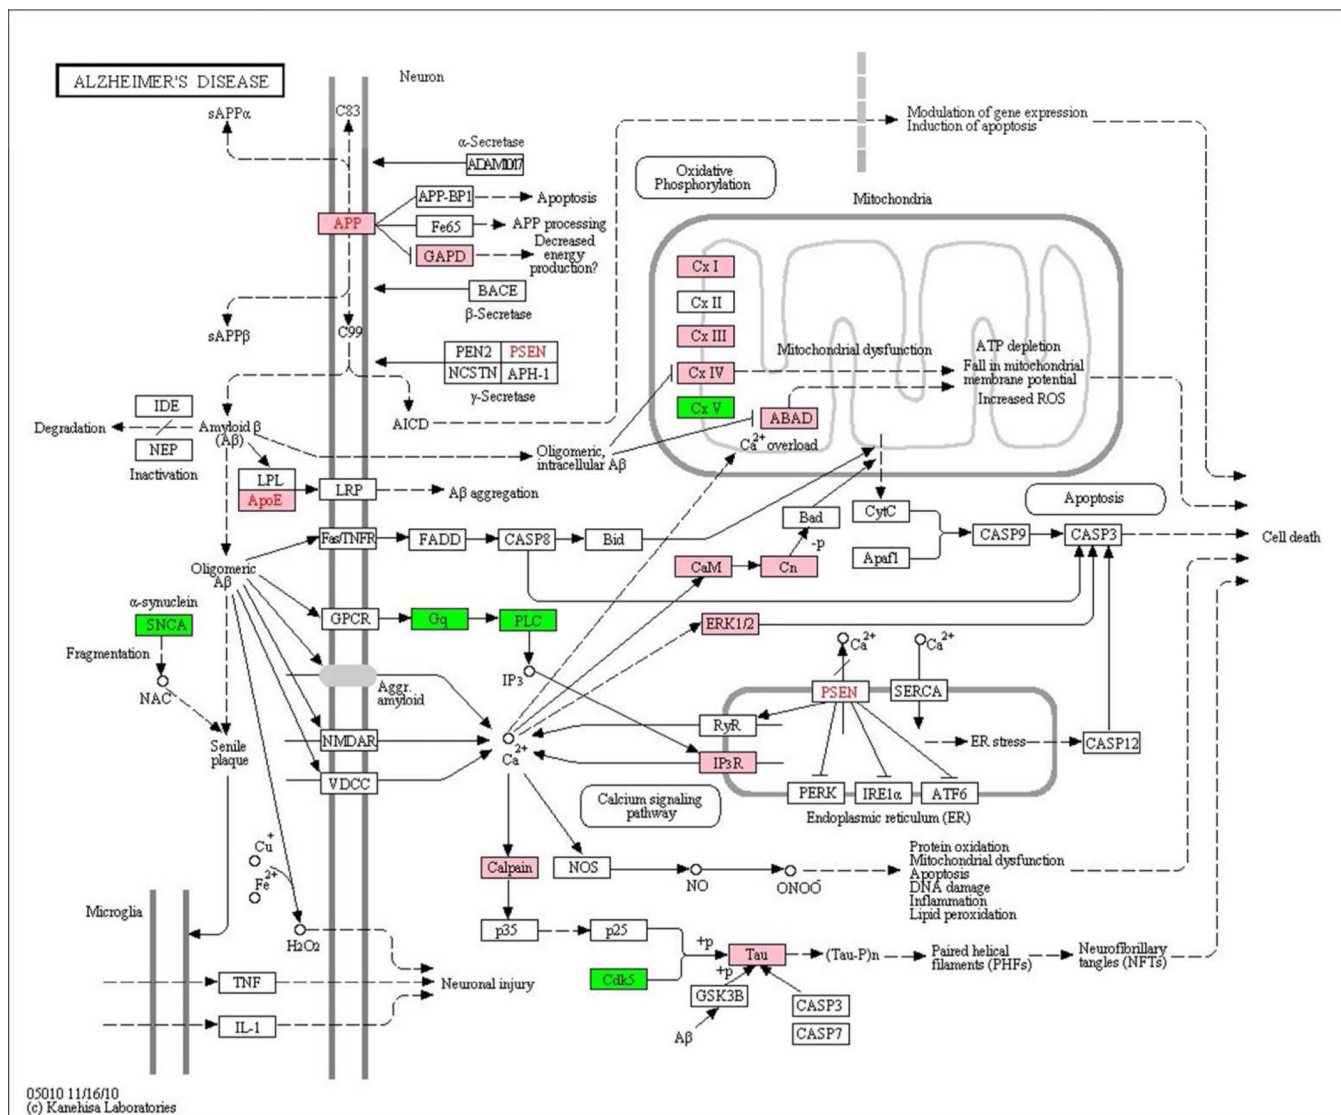 ALZHEIMER'S DISEASE
Neuron
sAPPα
C83
α-Secretase
ADAM10/17
Modulation of gene expression
Induction of apoptosis
Oxidative
Phosphorylation
Mitochondria
APP
APP-BP1
Apoptosis
Fe65
APP processing
GAPD
Decreased
energy
production?
BACE
β-Secretase
sAPPβ
C99
PEN2
PSEN
NCSTN
APH-1
γ-Secretase
Cx I
Cx II
Cx III
Cx IV
Cx V
Mitochondrial dysfunction
ATP depletion
Fall in mitochondrial
membrane potential
Increased ROS
ABAD
Ca2+ overload
IDE
NEP
Degradation
Inactivation
Amyloid β
(Aβ)
AICD
Oligomeric,
intracellular Aβ
LPL
ApoE
LRP
Aβ aggregation
Apoptosis
Fas/TNFR
FADD
CASP8
Bid
Bad
-p
CytC
Apaf1
CASP9
CASP3
Cell death
CaM
Cn
Oligomeric
Aβ
α-synuclein
SNCA
Fragmentation
NAC
GPCR
Gq
PLC
IP3
ERK1/2
Ca2+
Ca2+
PSEN
SERCA
Aggr.
amyloid
RyR
ER stress
CASP12
Senile
plaque
NMDAR
Ca2+
IP3R
VDCC
PERK
IRE1α
ATF6
Endoplasmic reticulum (ER)
Calcium signaling
pathway
Cu+
Fe2+
Calpain
NOS
NO
ONOO-
Protein oxidation
Mitochondrial dysfunction
Apoptosis
DNA damage
Inflammation
Lipid peroxidation
Microglia
H2O2
p35
p25
+p
Tau
(Tau-P)n
Paired helical
filaments (PHFs)
Neurofibrillary
tangles (NFTs)
TNF
Neuronal injury
Cdk5
+p
GSK3B
CASP3
IL-1
Aβ
CASP7
05010 11/16/10
(c) Kanehisa Laboratories